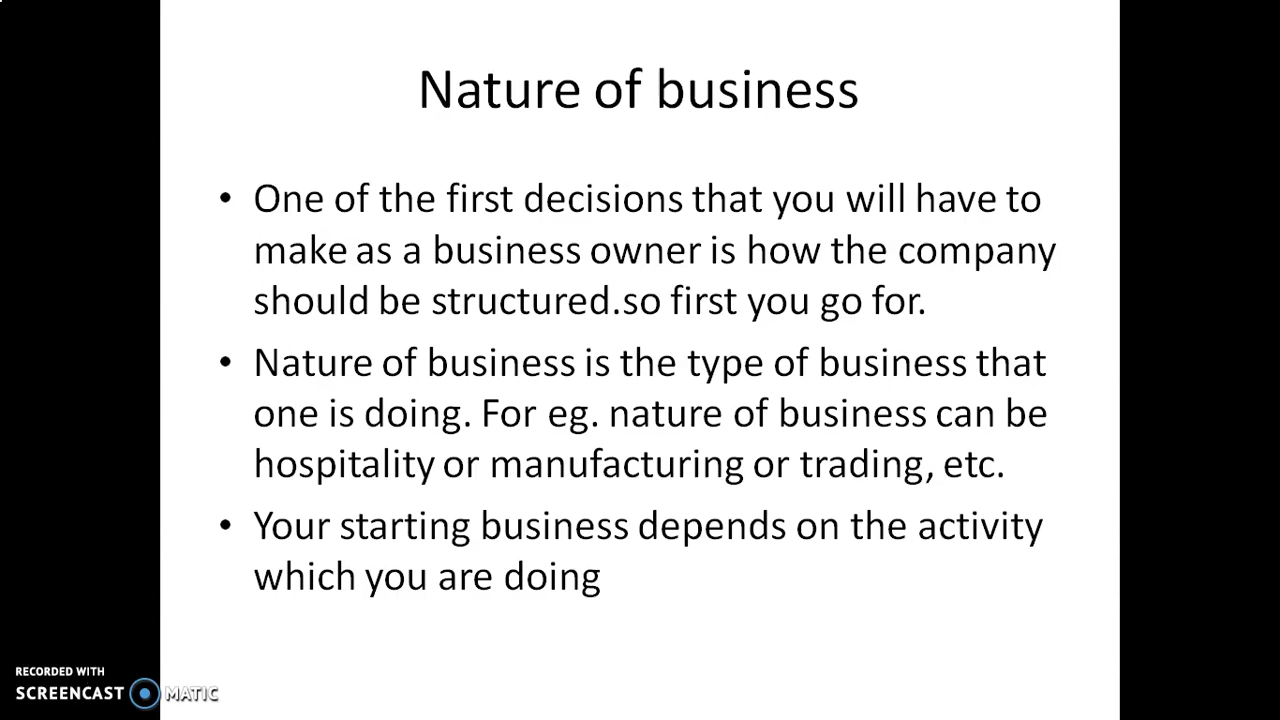 Nature of business
• One of the first decisions that you will have to
make as a business owner is how the company
should be structured.so first you go for.
• Nature of business is the type of business that
one is doing. For eg. nature of business can be
hospitality or manufacturing or trading, etc.
• Your starting business depends on the activity
which you are doing
RECORDED WITH
SCREENCAST MATIC